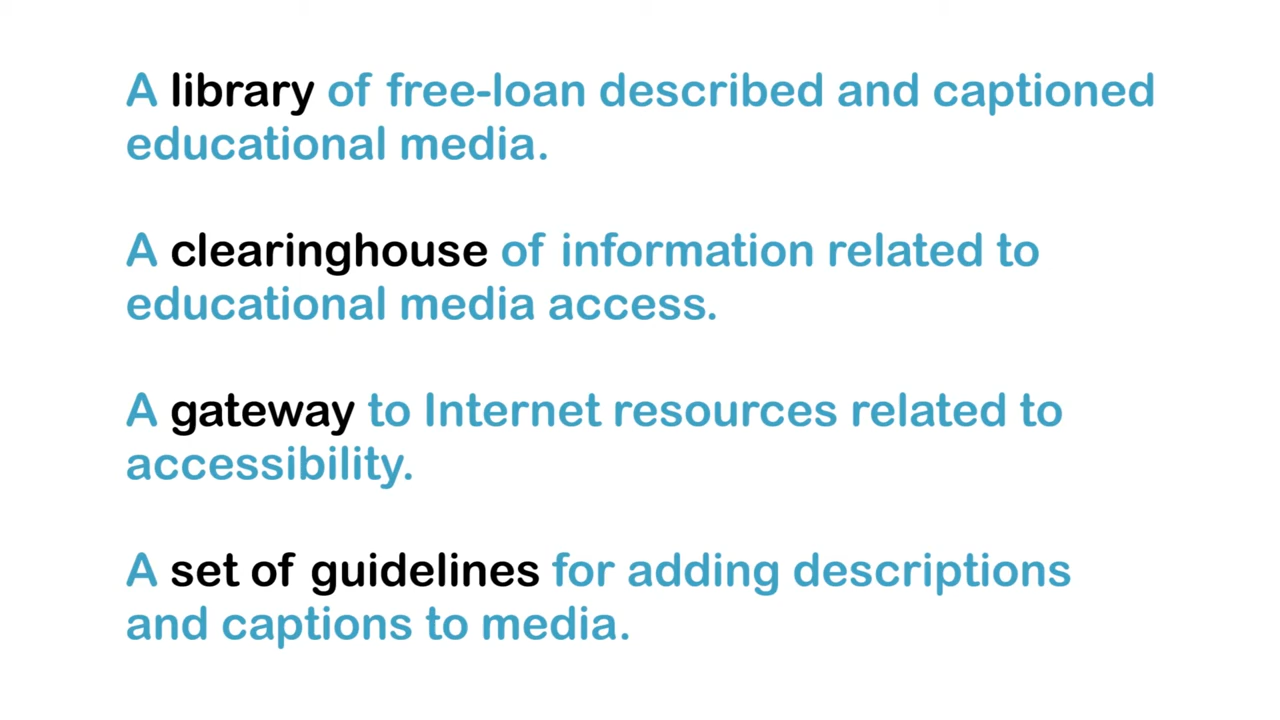 A library of free-loan described and captioned
educational media.
A clearinghouse of information related to
educational media access.
A gateway to Internet resources related to
accessibility.
A set of guidelines for adding descriptions
and captions to media.